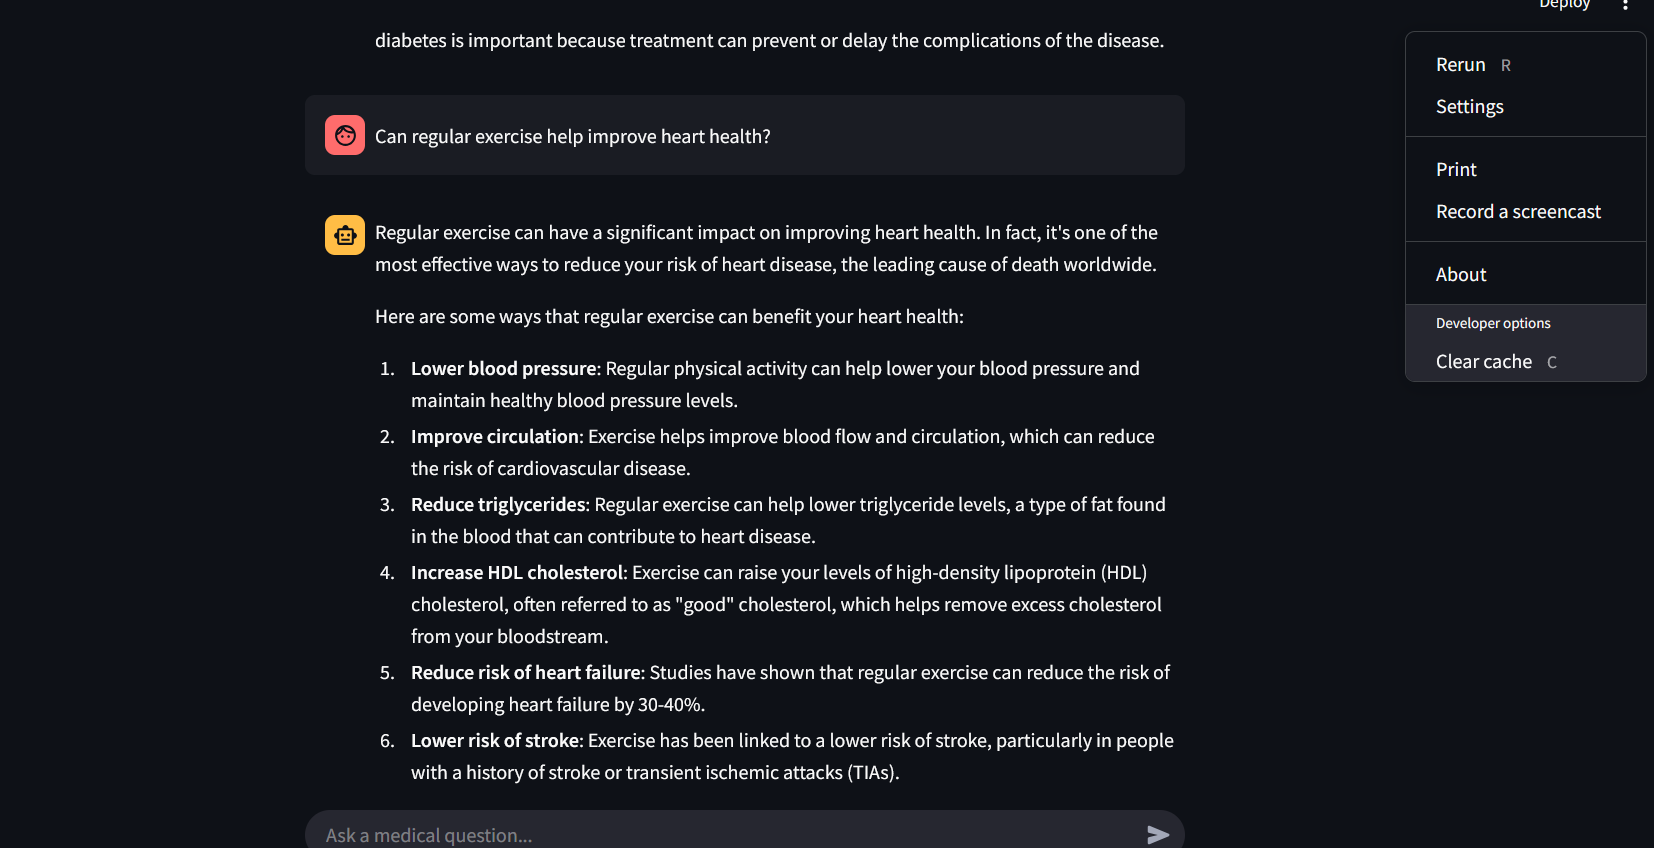 Deploy
diabetes is important because treatment can prevent or delay the complications of the disease.
Rerun R
Settings
Print
Record a screencast
About
Developer options
Clear cache C
Can regular exercise help improve heart health?
Regular exercise can have a significant impact on improving heart health. In fact, it's one of the
most effective ways to reduce your risk of heart disease, the leading cause of death worldwide.
Here are some ways that regular exercise can benefit your heart health:
1. Lower blood pressure: Regular physical activity can help lower your blood pressure and
maintain healthy blood pressure levels.
2. Improve circulation: Exercise helps improve blood flow and circulation, which can reduce
the risk of cardiovascular disease.
3. Reduce triglycerides: Regular exercise can help lower triglyceride levels, a type of fat found
in the blood that can contribute to heart disease.
4. Increase HDL cholesterol: Exercise can raise your levels of high-density lipoprotein (HDL)
cholesterol, often referred to as "good" cholesterol, which helps remove excess cholesterol
from your bloodstream.
5. Reduce risk of heart failure: Studies have shown that regular exercise can reduce the risk of
developing heart failure by 30-40%.
6. Lower risk of stroke: Exercise has been linked to a lower risk of stroke, particularly in people
with a history of stroke or transient ischemic attacks (TIAs).
Ask a medical question...